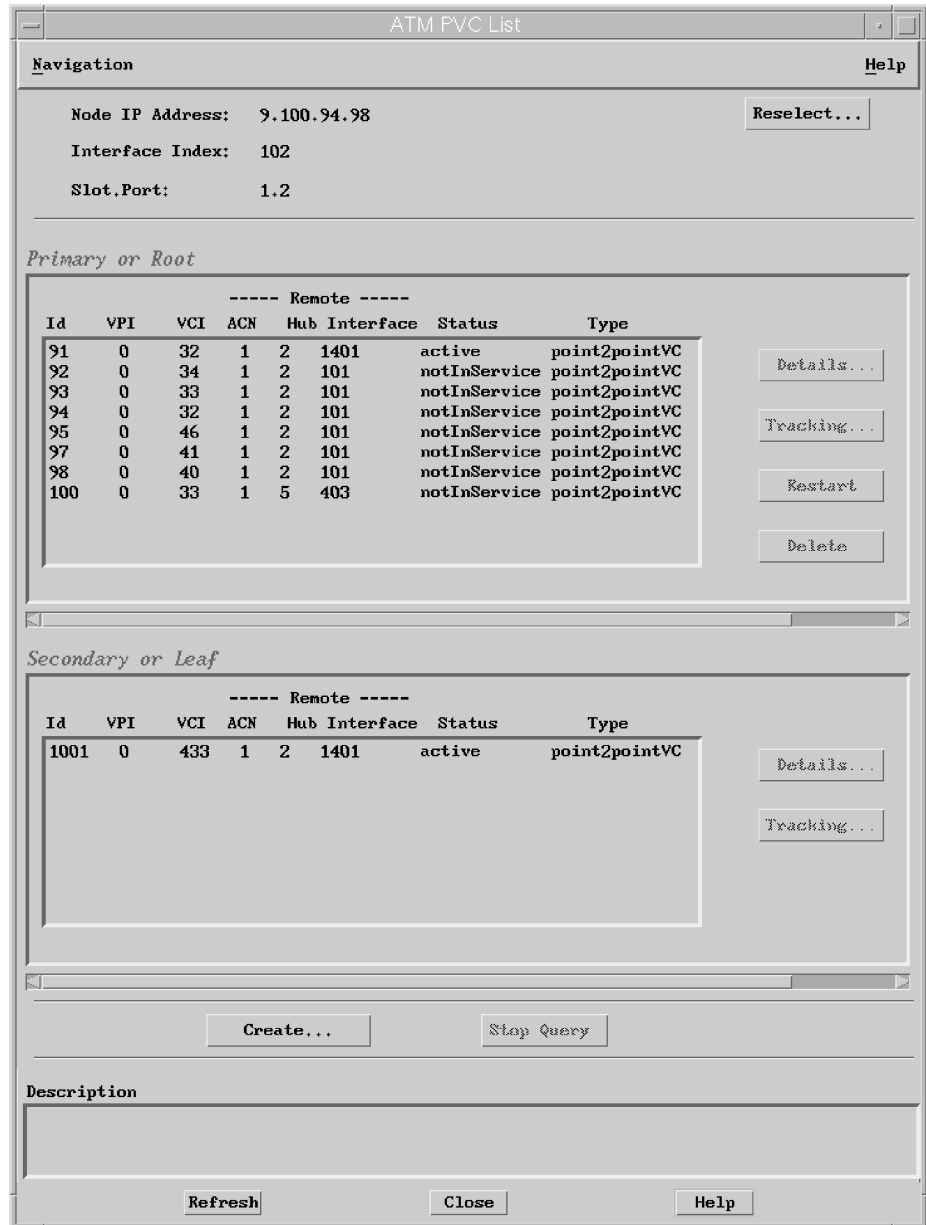 ATM PVC List
Navigation Help
Node IP Address: 9.100.94.98 Reselect...
Interface Index: 102
Slot.Port: 1.2
Primary or Root
----- Remote -----
Id VPI VCI ACN Hub Interface Status Type
91 0 32 1 2 1401 active point2pointVC
92 0 34 1 2 101 notInService point2pointVC
93 0 33 1 2 101 notInService point2pointVC
94 0 32 1 2 101 notInService point2pointVC
95 0 46 1 2 101 notInService point2pointVC
97 0 41 1 2 101 notInService point2pointVC
98 0 40 1 2 101 notInService point2pointVC
100 0 33 1 5 403 notInService point2pointVC
Details...
Tracking...
Restart
Delete
Secondary or Leaf
----- Remote -----
Id VPI VCI ACN Hub Interface Status Type
1001 0 433 1 2 1401 active point2pointVC
Details...
Tracking...
Create... Stop Query
Description
Refresh Close Help